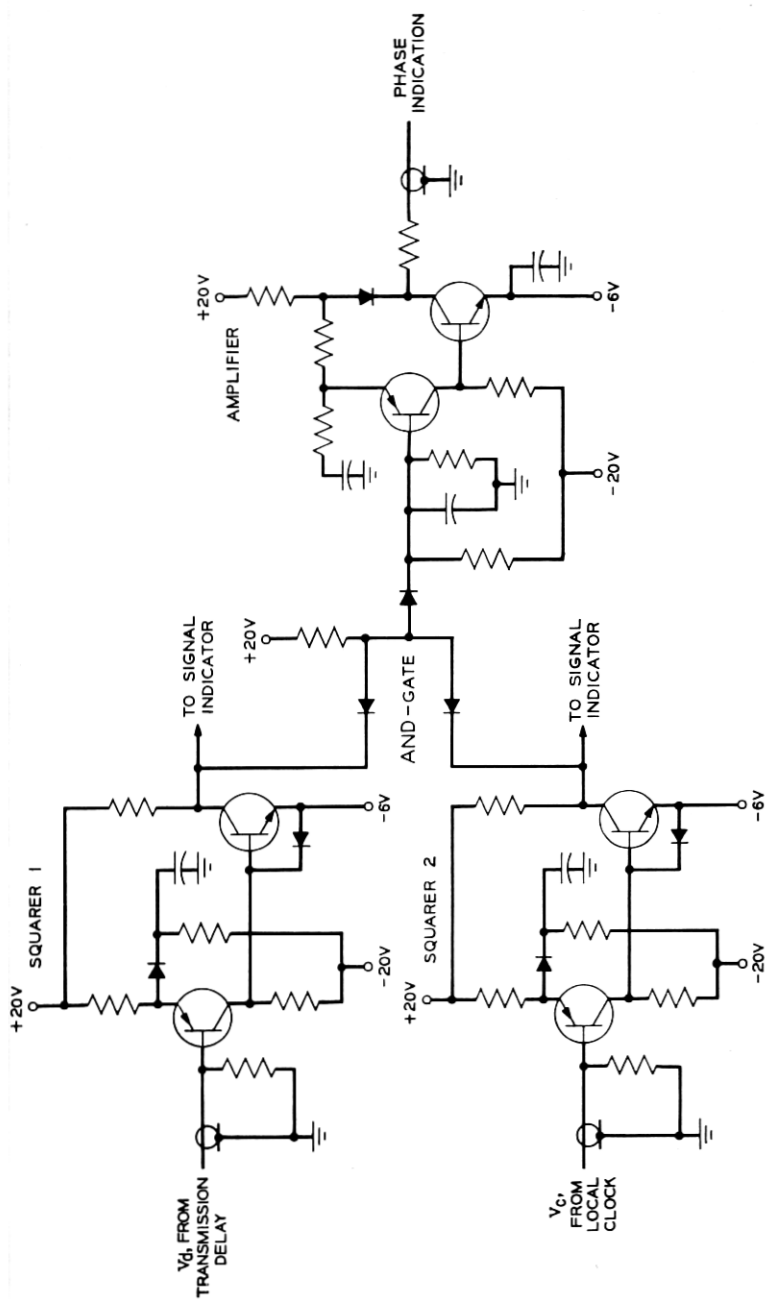 SQUARER 1
+20V
Vd, FROM
TRANSMISSION
DELAY
-20V
-6V
TO SIGNAL
INDICATOR
+20V
AND-GATE
SQUARER 2
+20V
Vc,
FROM
LOCAL
CLOCK
-20V
-6V
TO SIGNAL
INDICATOR
AMPLIFIER
+20V
-20V
-6V
PHASE
INDICATION